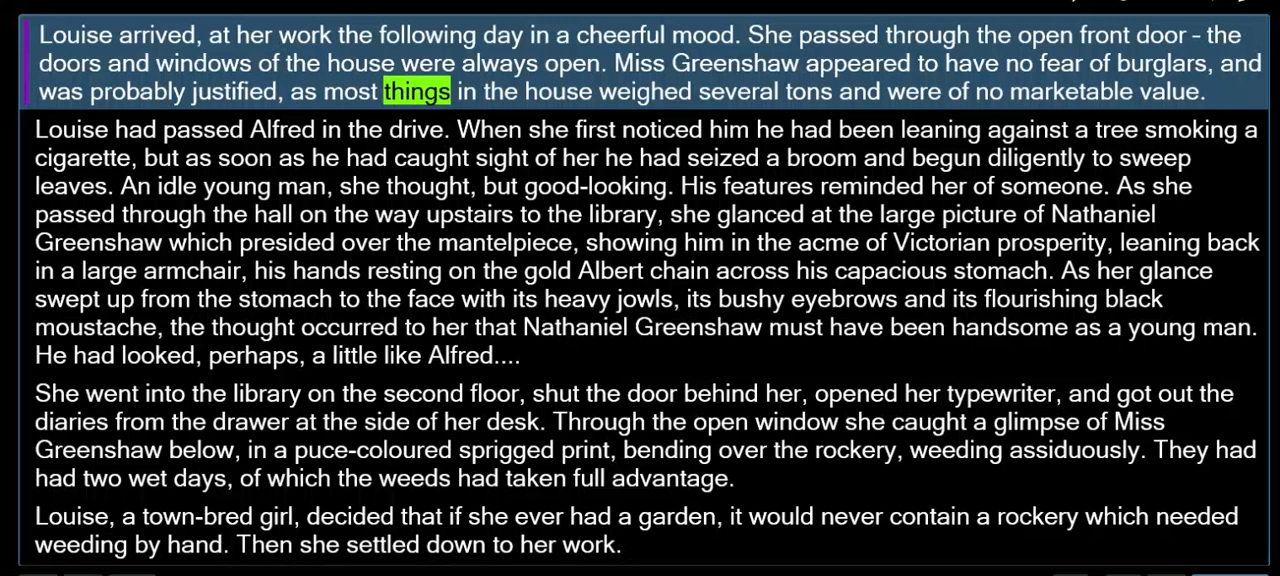 Louise arrived, at her work the following day in a cheerful mood. She passed through the open front door – the
doors and windows of the house were always open. Miss Greenshaw appeared to have no fear of burglars, and
was probably justified, as most things in the house weighed several tons and were of no marketable value.
Louise had passed Alfred in the drive. When she first noticed him he had been leaning against a tree smoking a
cigarette, but as soon as he had caught sight of her he had seized a broom and begun diligently to sweep
leaves. An idle young man, she thought, but good-looking. His features reminded her of someone. As she
passed through the hall on the way upstairs to the library, she glanced at the large picture of Nathaniel
Greenshaw which presided over the mantelpiece, showing him in the acme of Victorian prosperity, leaning back
in a large armchair, his hands resting on the gold Albert chain across his capacious stomach. As her glance
swept up from the stomach to the face with its heavy jowls, its bushy eyebrows and its flourishing black
moustache, the thought occurred to her that Nathaniel Greenshaw must have been handsome as a young man.
He had looked, perhaps, a little like Alfred....
She went into the library on the second floor, shut the door behind her, opened her typewriter, and got out the
diaries from the drawer at the side of her desk. Through the open window she caught a glimpse of Miss
Greenshaw below, in a puce-coloured sprigged print, bending over the rockery, weeding assiduously. They had
had two wet days, of which the weeds had taken full advantage.
Louise, a town-bred girl, decided that if she ever had a garden, it would never contain a rockery which needed
weeding by hand. Then she settled down to her work.